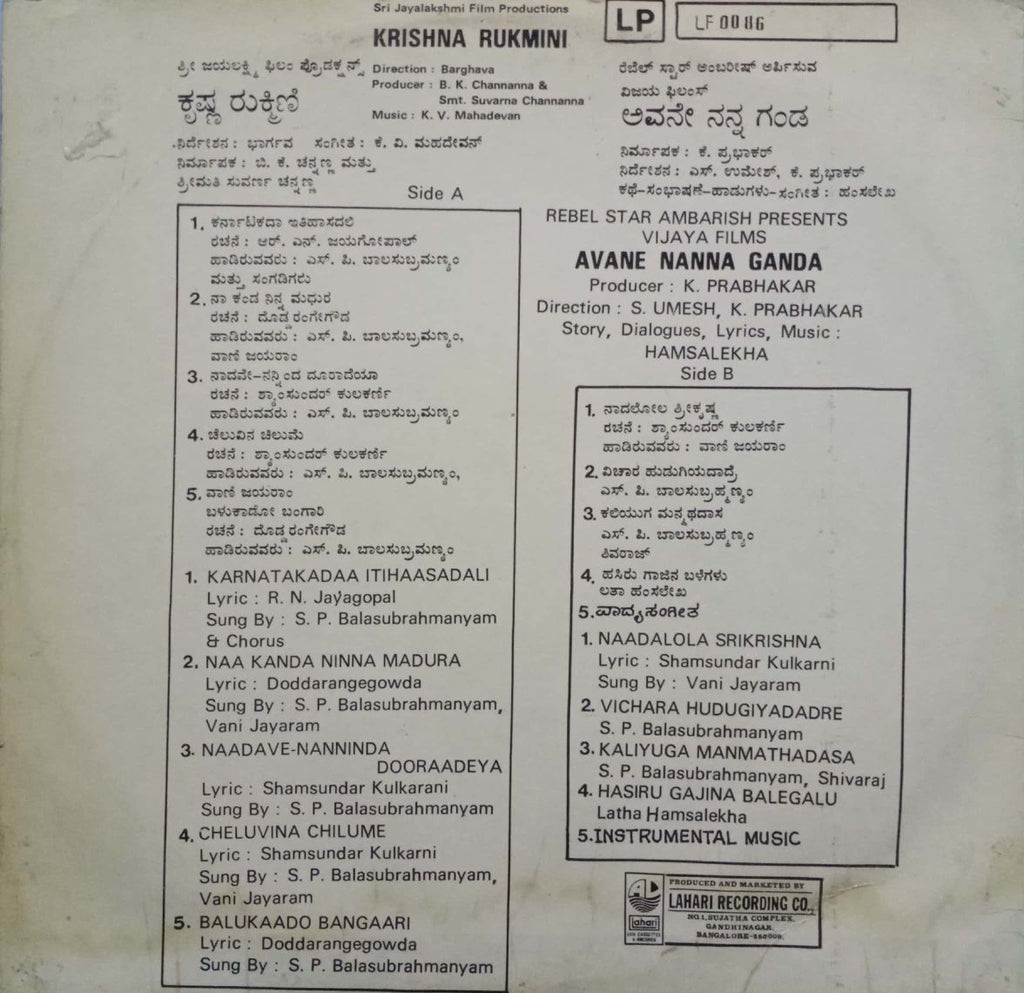 Sri Jayalakshmi Film Productions
KRISHNA RUKMINI
LP
LF 0086
ಶ್ರೀ ಜಯಲಕ್ಷ್ಮಿ ಫಿಲಂ ಪ್ರೊಡಕ್ಷನ್ಸ್
ಕೃಷ್ಣ ರುಕ್ಮಿಣಿ
Direction : Barghava
Producer : B. K. Channanna &
Smt. Suvarna Channanna
Music : K. V. Mahadevan
ನಿರ್ದೇಶನ : ಭಾರ್ಗವ ಸಂಗೀತ : ಕೆ. ವಿ. ಮಹದೇವನ್
ನಿರ್ಮಾಪಕ : ಬಿ. ಕೆ. ಚನ್ನಣ್ಣ ಮತ್ತು
ಶ್ರೀಮತಿ ಸುವರ್ಣ ಚನ್ನಣ್ಣ
Side A
1. ಕರ್ನಾಟಕದಾ ಇತಿಹಾಸದಲಿ
ರಚನೆ : ಆರ್. ಎನ್. ಜಯಗೋಪಾಲ್
ಹಾಡಿರುವವರು : ಎಸ್. ಪಿ. ಬಾಲಸುಬ್ರಮಣ್ಯಂ
ಮತ್ತು ಸಂಗಡಿಗರು
2. ನಾ ಕಂಡ ನಿನ್ನ ಮಧುರ
ರಚನೆ : ದೊಡ್ಡರಂಗೇಗೌಡ
ಹಾಡಿರುವವರು : ಎಸ್. ಪಿ. ಬಾಲಸುಬ್ರಮಣ್ಯಂ,
ವಾಣಿ ಜಯರಾಂ
3. ನಾದವೇ-ನನ್ನಿಂದ ದೂರಾದೆಯಾ
ರಚನೆ : ಶ್ಯಾಂಸುಂದರ್ ಕುಲಕರ್ಣಿ
ಹಾಡಿರುವವರು : ಎಸ್. ಪಿ. ಬಾಲಸುಬ್ರಮಣ್ಯಂ
4. ಚೆಲುವಿನ ಚಿಲುಮೆ
ರಚನೆ : ಶ್ಯಾಂಸುಂದರ್ ಕುಲಕರ್ಣಿ
ಹಾಡಿರುವವರು : ಎಸ್. ಪಿ. ಬಾಲಸುಬ್ರಮಣ್ಯಂ,
5. ವಾಣಿ ಜಯರಾಂ
ಬಳುಕಾಡೋ ಬಂಗಾರಿ
ರಚನೆ : ದೊಡ್ಡರಂಗೇಗೌಡ
ಹಾಡಿರುವವರು : ಎಸ್. ಪಿ. ಬಾಲಸುಬ್ರಮಣ್ಯಂ
1. KARNATAKADAA ITIHAASADALI
Lyric : R. N. Jayagopal
Sung By : S. P. Balasubrahmanyam
& Chorus
2. NAA KANDA NINNA MADURA
Lyric : Doddarangegowda
Sung By : S. P. Balasubrahmanyam,
Vani Jayaram
3. NAADAVE-NANNINDA
DOORAADEYA
Lyric : Shamsundar Kulkarani
Sung By : S. P. Balasubrahmanyam
4. CHELUVINA CHILUME
Lyric : Shamsundar Kulkarni
Sung By : S. P. Balasubrahmanyam,
Vani Jayaram
5. BALUKAADO BANGAARI
Lyric : Doddarangegowda
Sung By : S. P. Balasubrahmanyam
ರೆಬೆಲ್ ಸ್ಟಾರ್ ಅಂಬರೀಷ್ ಅರ್ಪಿಸುವ
ವಿಜಯ ಫಿಲಂಸ್
ಅವನೇ ನನ್ನ ಗಂಡ
ನಿರ್ಮಾಪಕ : ಕೆ. ಪ್ರಭಾಕರ್
ನಿರ್ದೇಶನ : ಎಸ್. ಉಮೇಶ್, ಕೆ. ಪ್ರಭಾಕರ್
ಕಥೆ-ಸಂಭಾಷಣೆ-ಹಾಡುಗಳು-ಸಂಗೀತ : ಹಂಸಲೇಖ
REBEL STAR AMBARISH PRESENTS
VIJAYA FILMS
AVANE NANNA GANDA
Producer : K. PRABHAKAR
Direction : S. UMESH, K. PRABHAKAR
Story, Dialogues, Lyrics, Music :
HAMSALEKHA
Side B
1. ನಾದಲೋಲ ಶ್ರೀಕೃಷ್ಣ
ರಚನೆ : ಶ್ಯಾಂಸುಂದರ್ ಕುಲಕರ್ಣಿ
ಹಾಡಿರುವವರು : ವಾಣಿ ಜಯರಾಂ
2. ವಿಚಾರ ಹುಡುಗಿಯದಾದ್ರೆ
ಎಸ್. ಪಿ. ಬಾಲಸುಬ್ರಹ್ಮಣ್ಯಂ
3. ಕಲಿಯುಗ ಮನ್ಮಥದಾಸ
ಎಸ್. ಪಿ. ಬಾಲಸುಬ್ರಹ್ಮಣ್ಯಂ
ಶಿವರಾಜ್
4. ಹಸಿರು ಗಾಜಿನ ಬಳೆಗಳು
ಲತಾ ಹಂಸಲೇಖ
5. ವಾದ್ಯಸಂಗೀತ
1. NAADALOLA SRIKRISHNA
Lyric : Shamsundar Kulkarni
Sung By : Vani Jayaram
2. VICHARA HUDUGIYADADRE
S. P. Balasubrahmanyam
3. KALIYUGA MANMATHADASA
S. P. Balasubrahmanyam, Shivaraj
4. HASIRU GAJINA BALEGALU
Latha Hamsalekha
5. INSTRUMENTAL MUSIC
LP
lahari
PRODUCED AND MARKETED BY
LAHARI RECORDING CO.,
NO.1, SUJATHA COMPLEX,
GANDHINAGAR,
BANGALORE-560009.